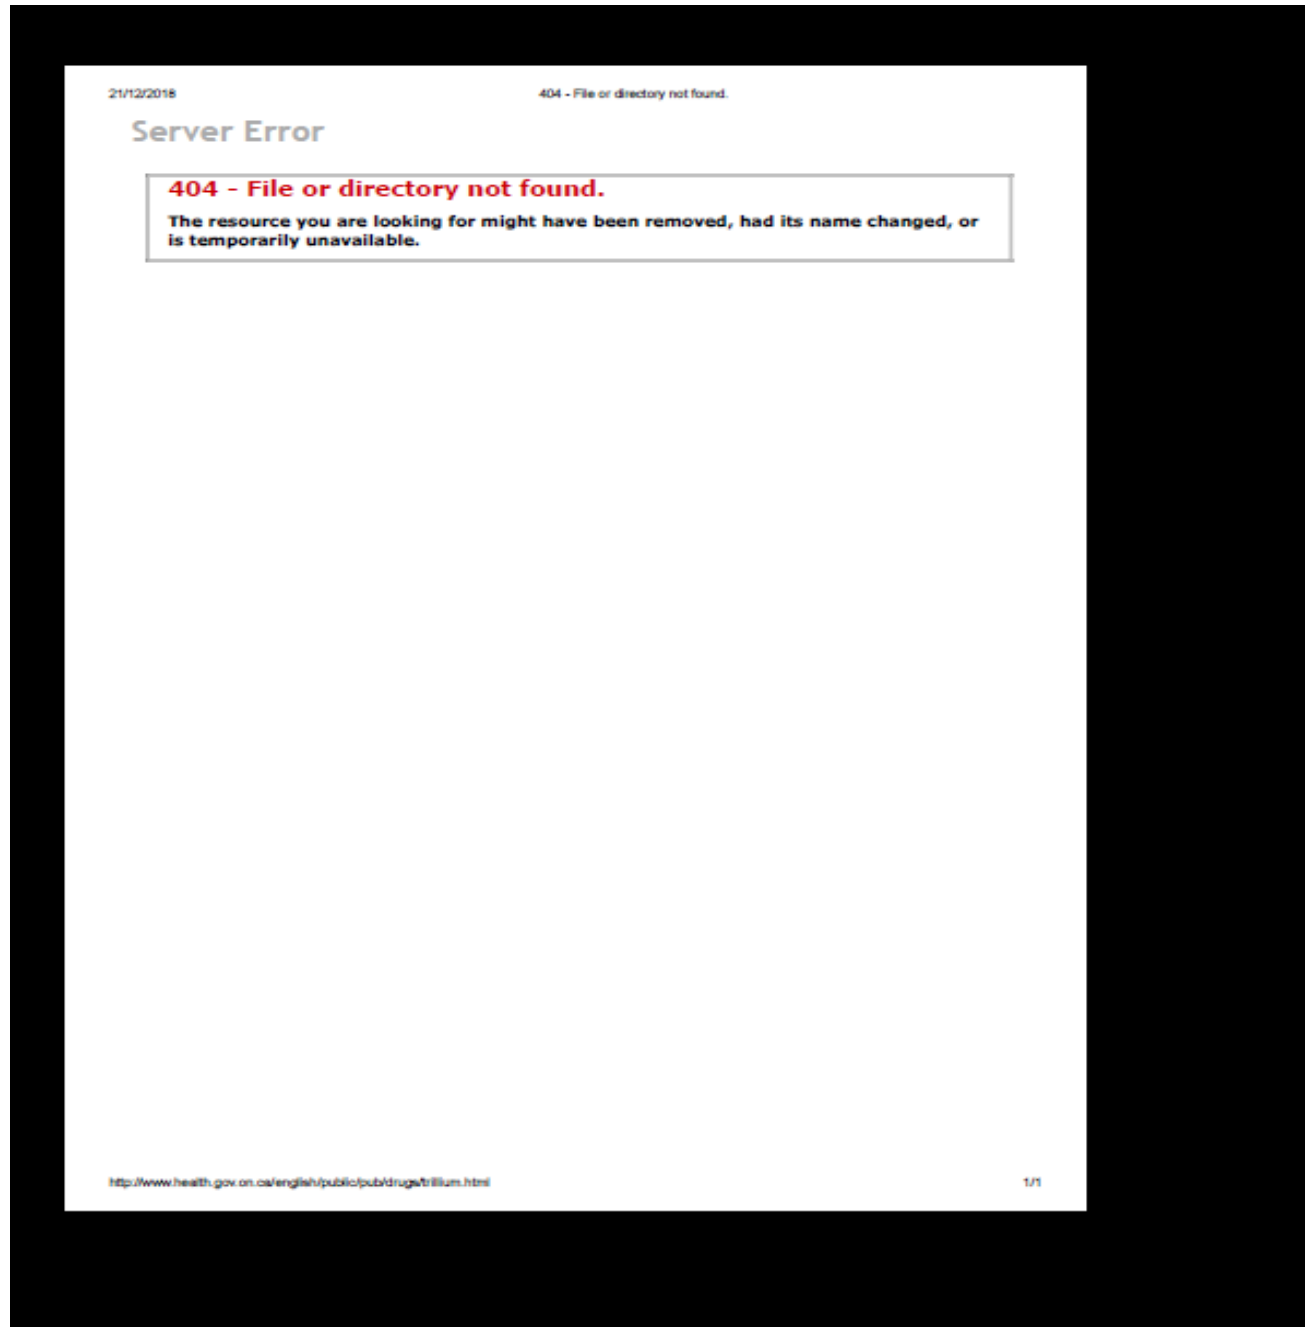 21/12/2018
404 - File or directory not found.
Server Error
404 - File or directory not found.
The resource you are looking for might have been removed, had its name changed, or
is temporarily unavailable.
http://www.health.gov.on.ca/english/public/pub/drugs/trillium.html
1/1